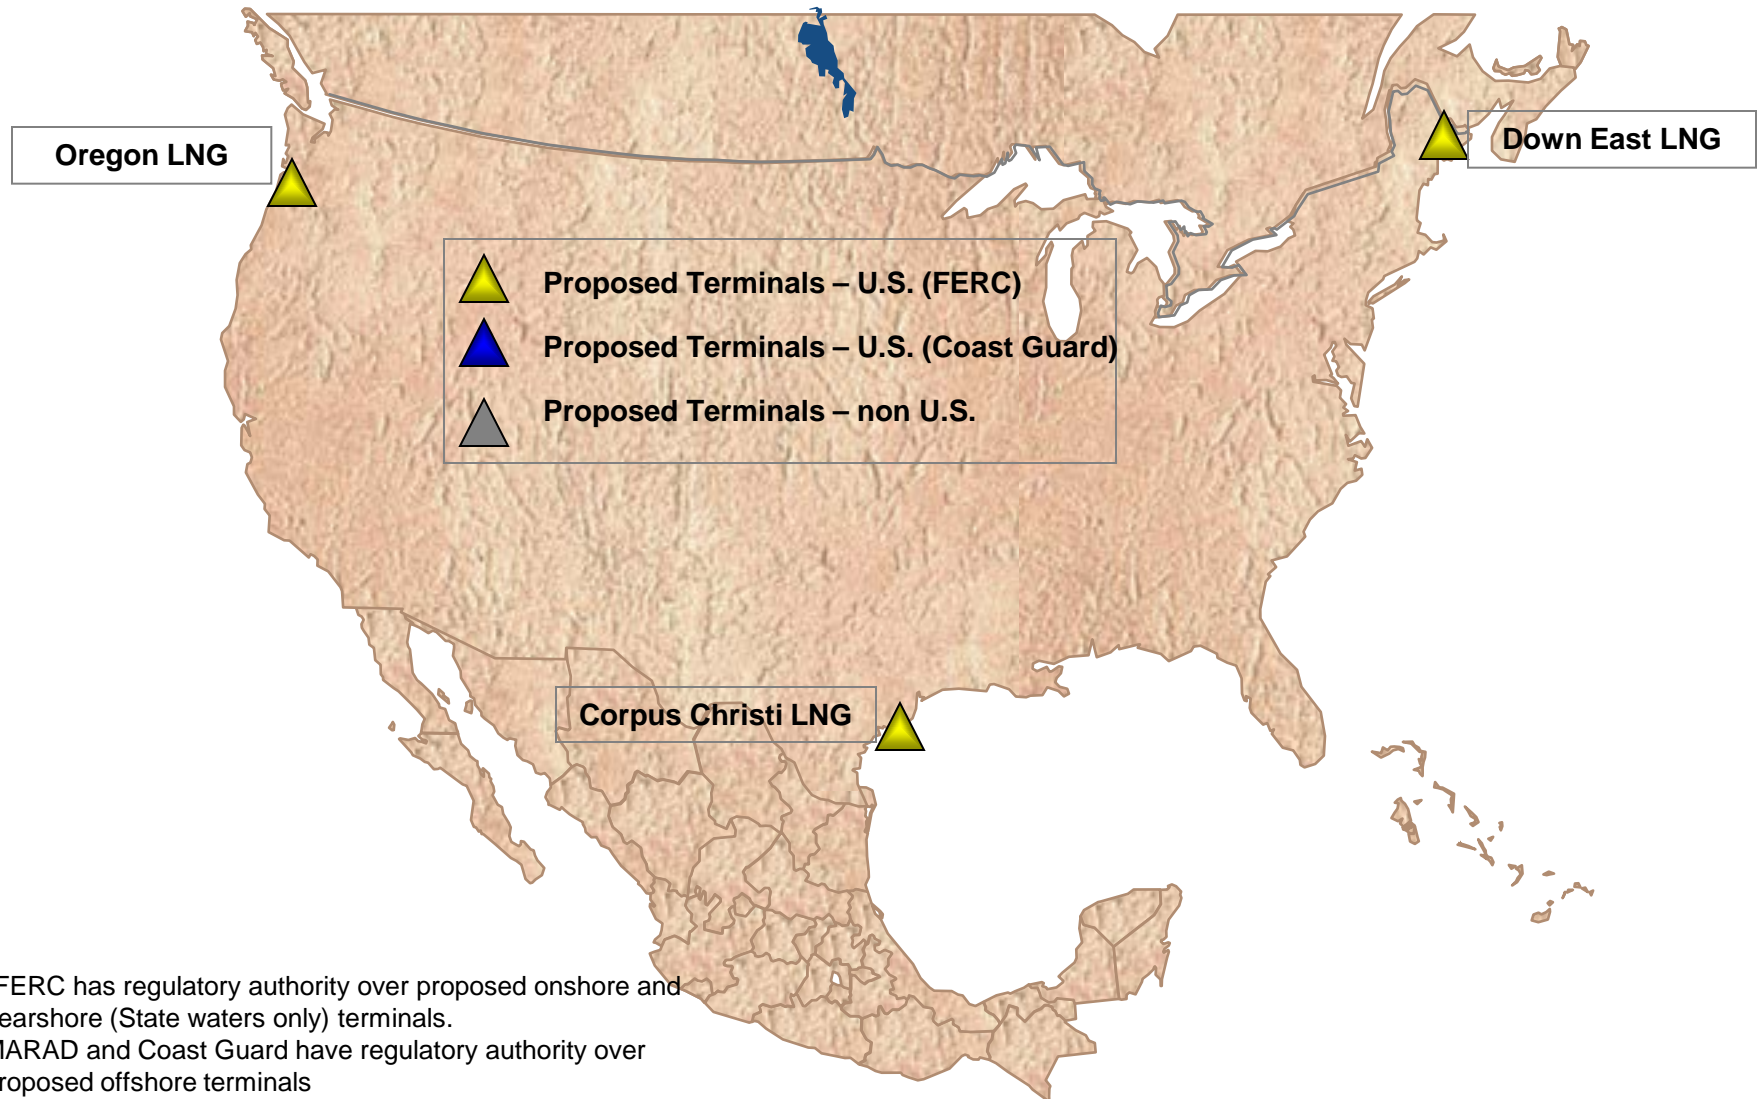 Oregon LNG
Down East LNG
Proposed Terminals – U.S. (FERC)
Proposed Terminals – U.S. (Coast Guard)
Proposed Terminals – non U.S.
Corpus Christi LNG
FERC has regulatory authority over proposed onshore and
earshore (State waters only) terminals.
MARAD and Coast Guard have regulatory authority over
roposed offshore terminals